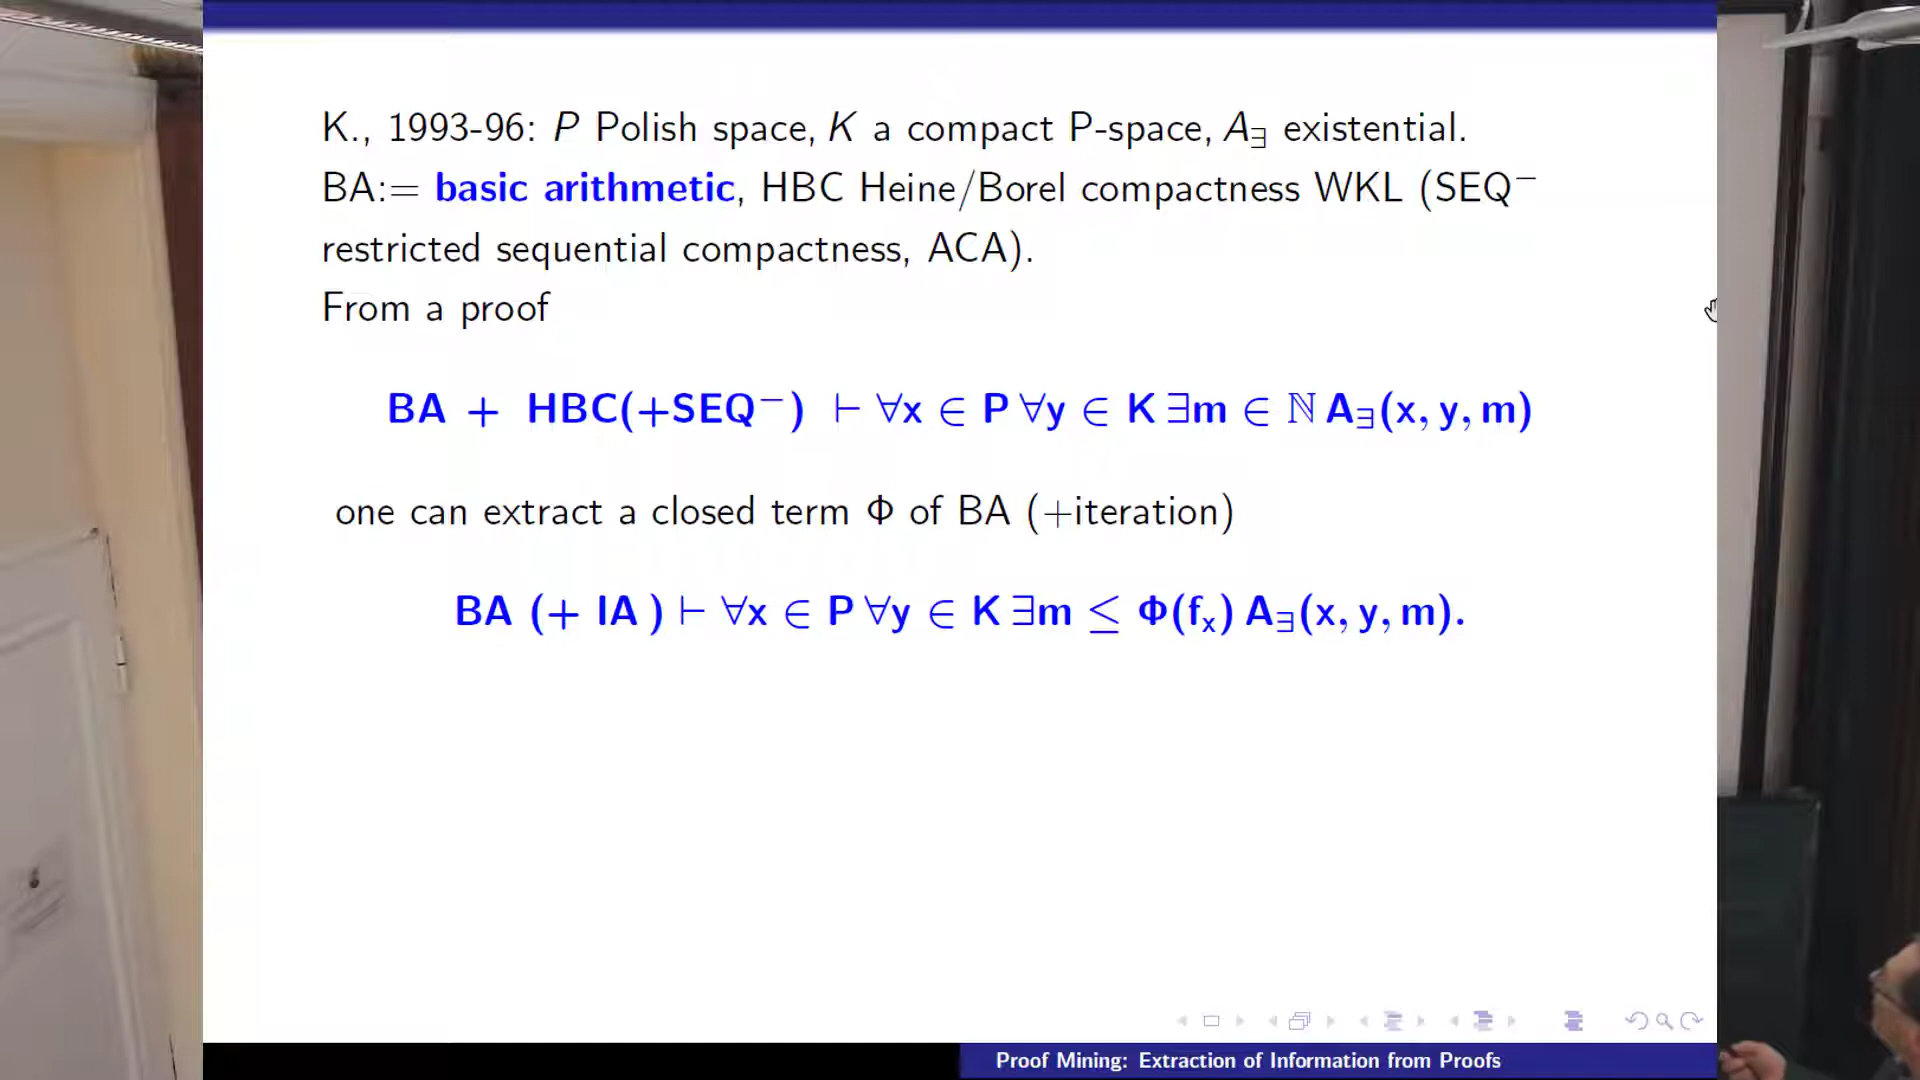 K., 1993-96: P Polish space, K a compact P-space, A∃ existential.
BA:= basic arithmetic, HBC Heine/Borel compactness WKL (SEQ⁻
restricted sequential compactness, ACA).
From a proof
BA + HBC(+SEQ⁻) ⊢ ∀x ∈ P ∀y ∈ K ∃m ∈ ℕ A∃(x, y, m)
one can extract a closed term Φ of BA (+iteration)
BA (+ IA ) ⊢ ∀x ∈ P ∀y ∈ K ∃m ≤ Φ(fₓ) A∃(x, y, m).
Proof Mining: Extraction of Information from Proofs